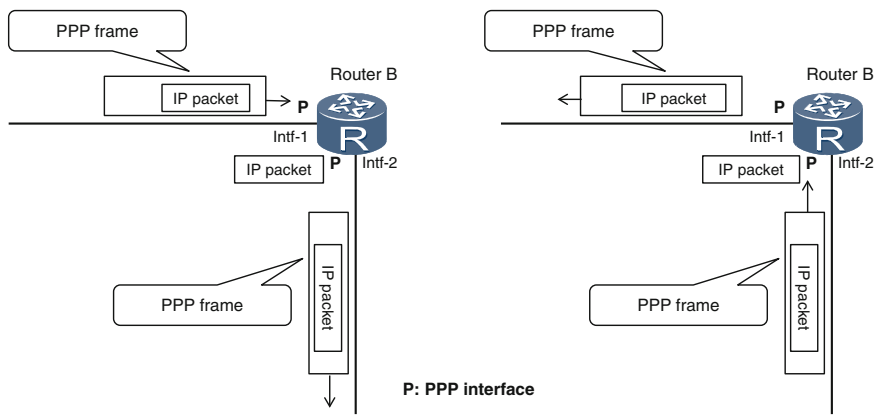 PPP frame
IP packet
Router B
P
Intf-1
R
IP packet
P
Intf-2
IP packet
PPP frame
PPP frame
IP packet
Router B
P
Intf-1
R
IP packet
P
Intf-2
IP packet
PPP frame
P: PPP interface